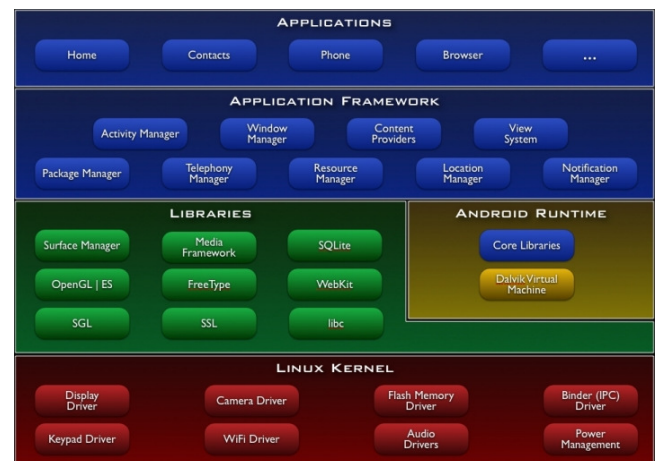 APPLICATIONS
Home
Contacts
Phone
Browser
...
APPLICATION FRAMEWORK
Activity Manager
Window
Manager
Content
Providers
View
System
Package Manager
Telephony
Manager
Resource
Manager
Location
Manager
Notification
Manager
LIBRARIES
Surface Manager
Media
Framework
SQLite
OpenGL | ES
FreeType
WebKit
SGL
SSL
libc
ANDROID RUNTIME
Core Libraries
Dalvik Virtual
Machine
LINUX KERNEL
Display
Driver
Camera Driver
Flash Memory
Driver
Binder (IPC)
Driver
Keypad Driver
WiFi Driver
Audio
Drivers
Power
Management